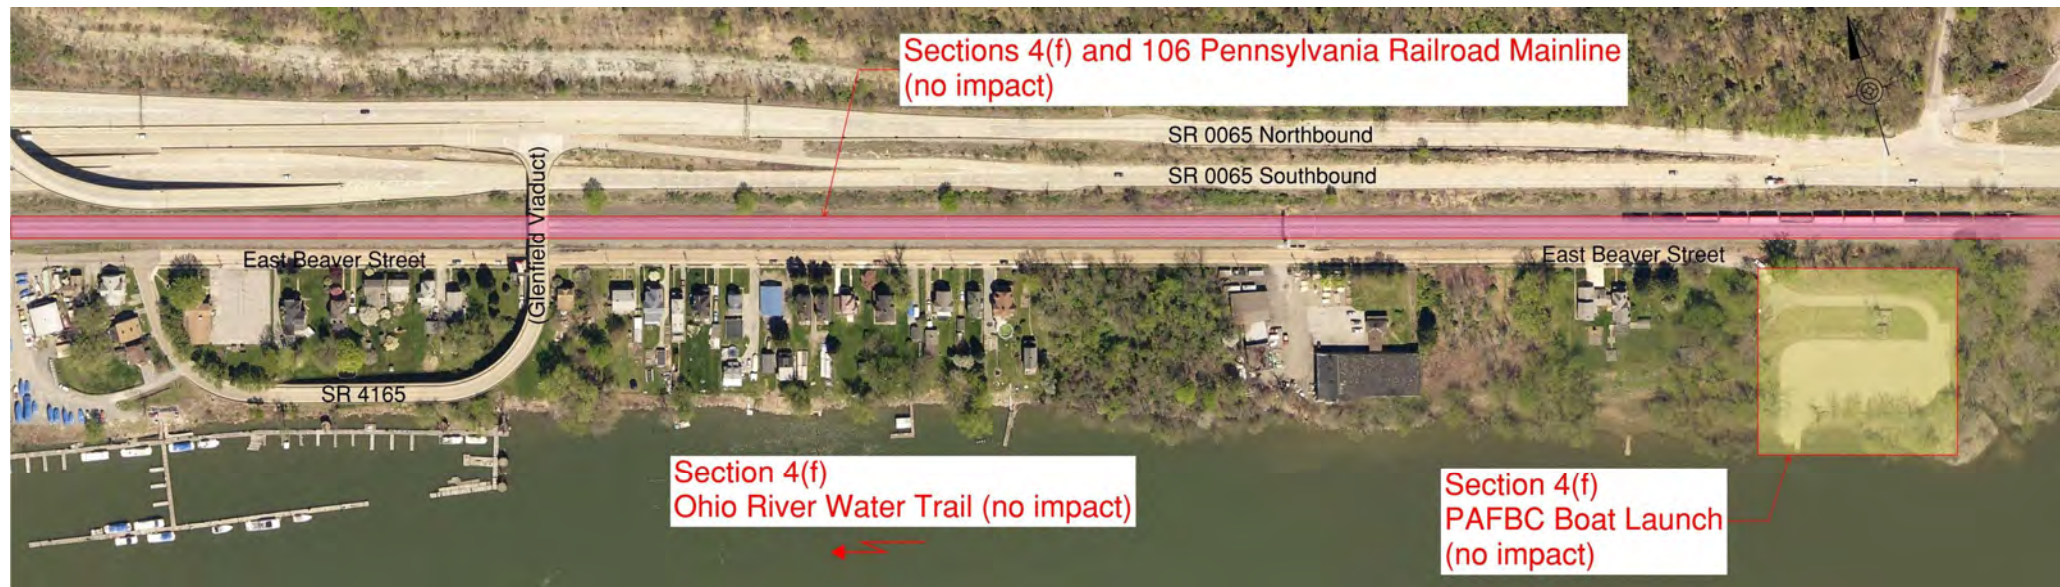 Sections 4(f) and 106 Pennsylvania Railroad Mainline
(no impact)
SR 0065 Northbound
SR 0065 Southbound
(Glenfield Viaduct)
East Beaver Street
East Beaver Street
SR 4165
Section 4(f)
Ohio River Water Trail (no impact)
Section 4(f)
PAFBC Boat Launch
(no impact)